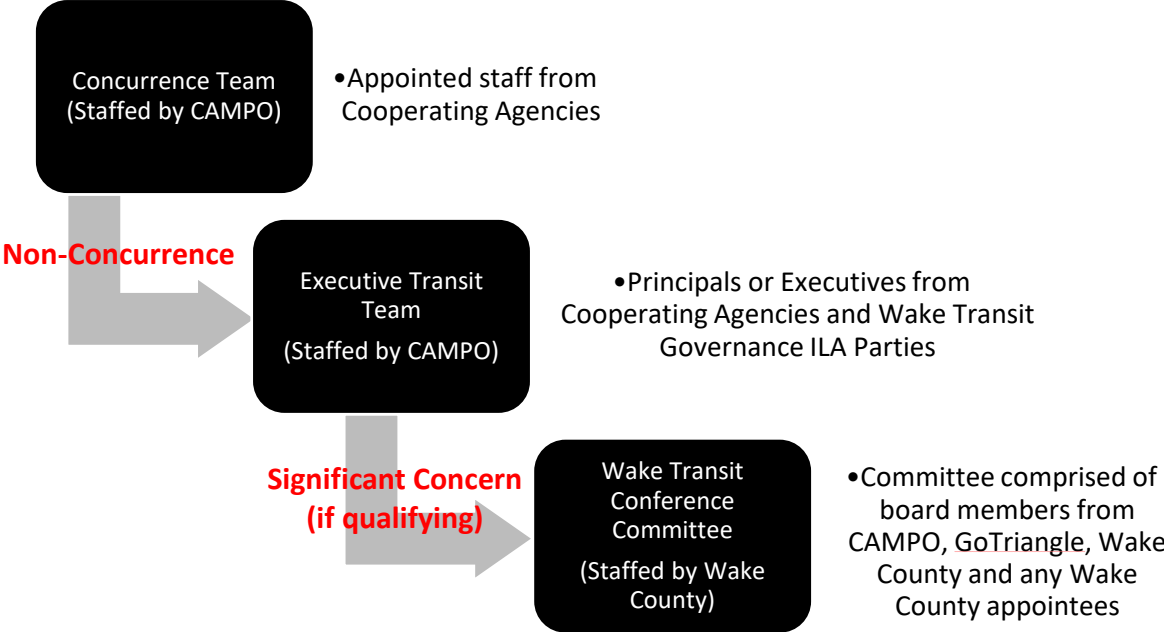 Concurrence Team
(Staffed by CAMPO)
•Appointed staff from
Cooperating Agencies
Non-Concurrence
Executive Transit
Team
(Staffed by CAMPO)
•Principals or Executives from
Cooperating Agencies and Wake Transit
Governance ILA Parties
Significant Concern
(if qualifying)
Wake Transit
Conference
Committee
(Staffed by Wake
County)
•Committee comprised of
board members from
CAMPO, GoTriangle, Wake
County and any Wake
County appointees